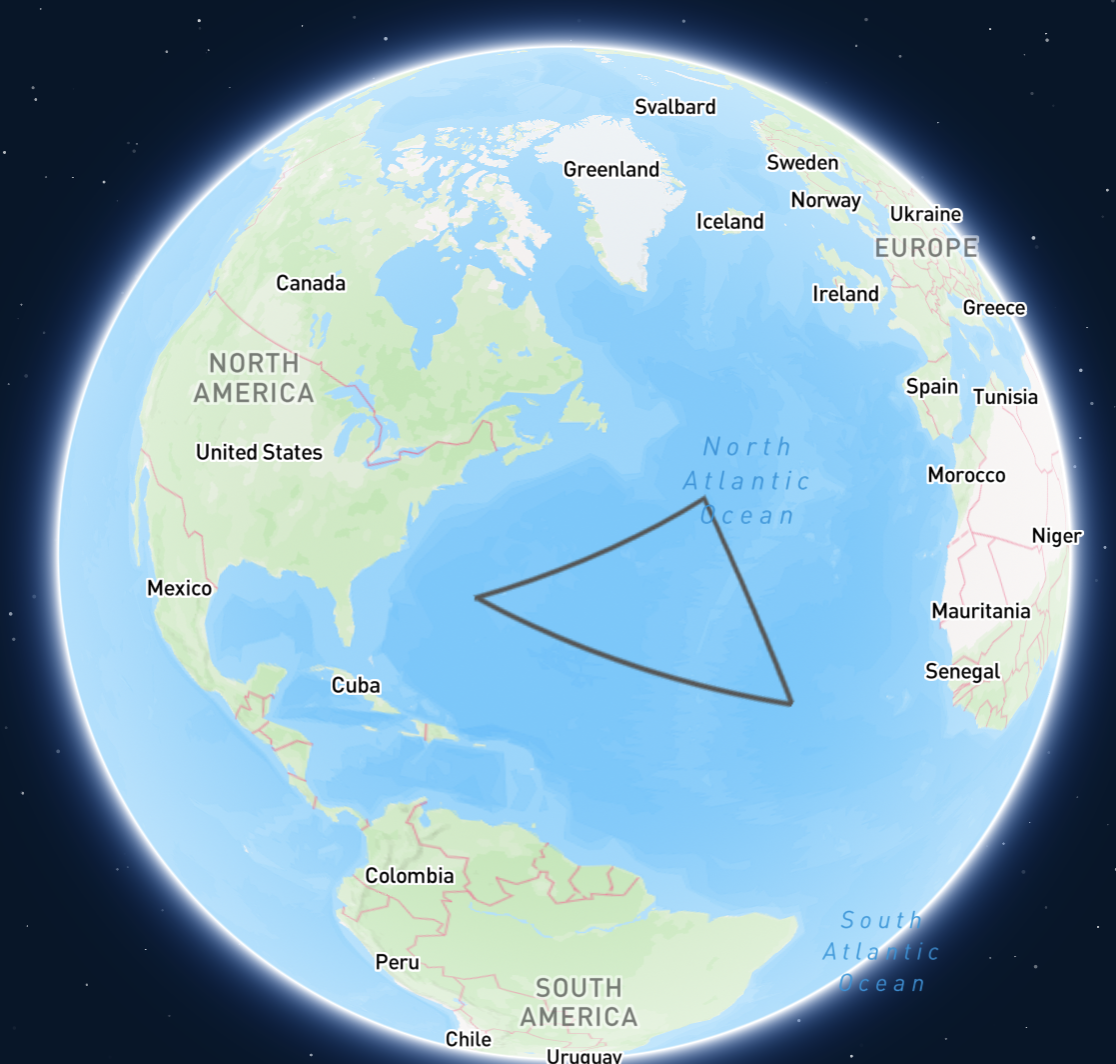 Svalbard
Greenland
Sweden
Norway
Iceland
Ukraine
EUROPE
Canada
Ireland
Greece
NORTH
AMERICA
Spain
Tunisia
United States
North
Atlantic
Ocean
Morocco
Niger
Mexico
Mauritania
Senegal
Cuba
Colombia
South
Atlantic
Ocean
Peru
SOUTH
AMERICA
Chile
Uruguay